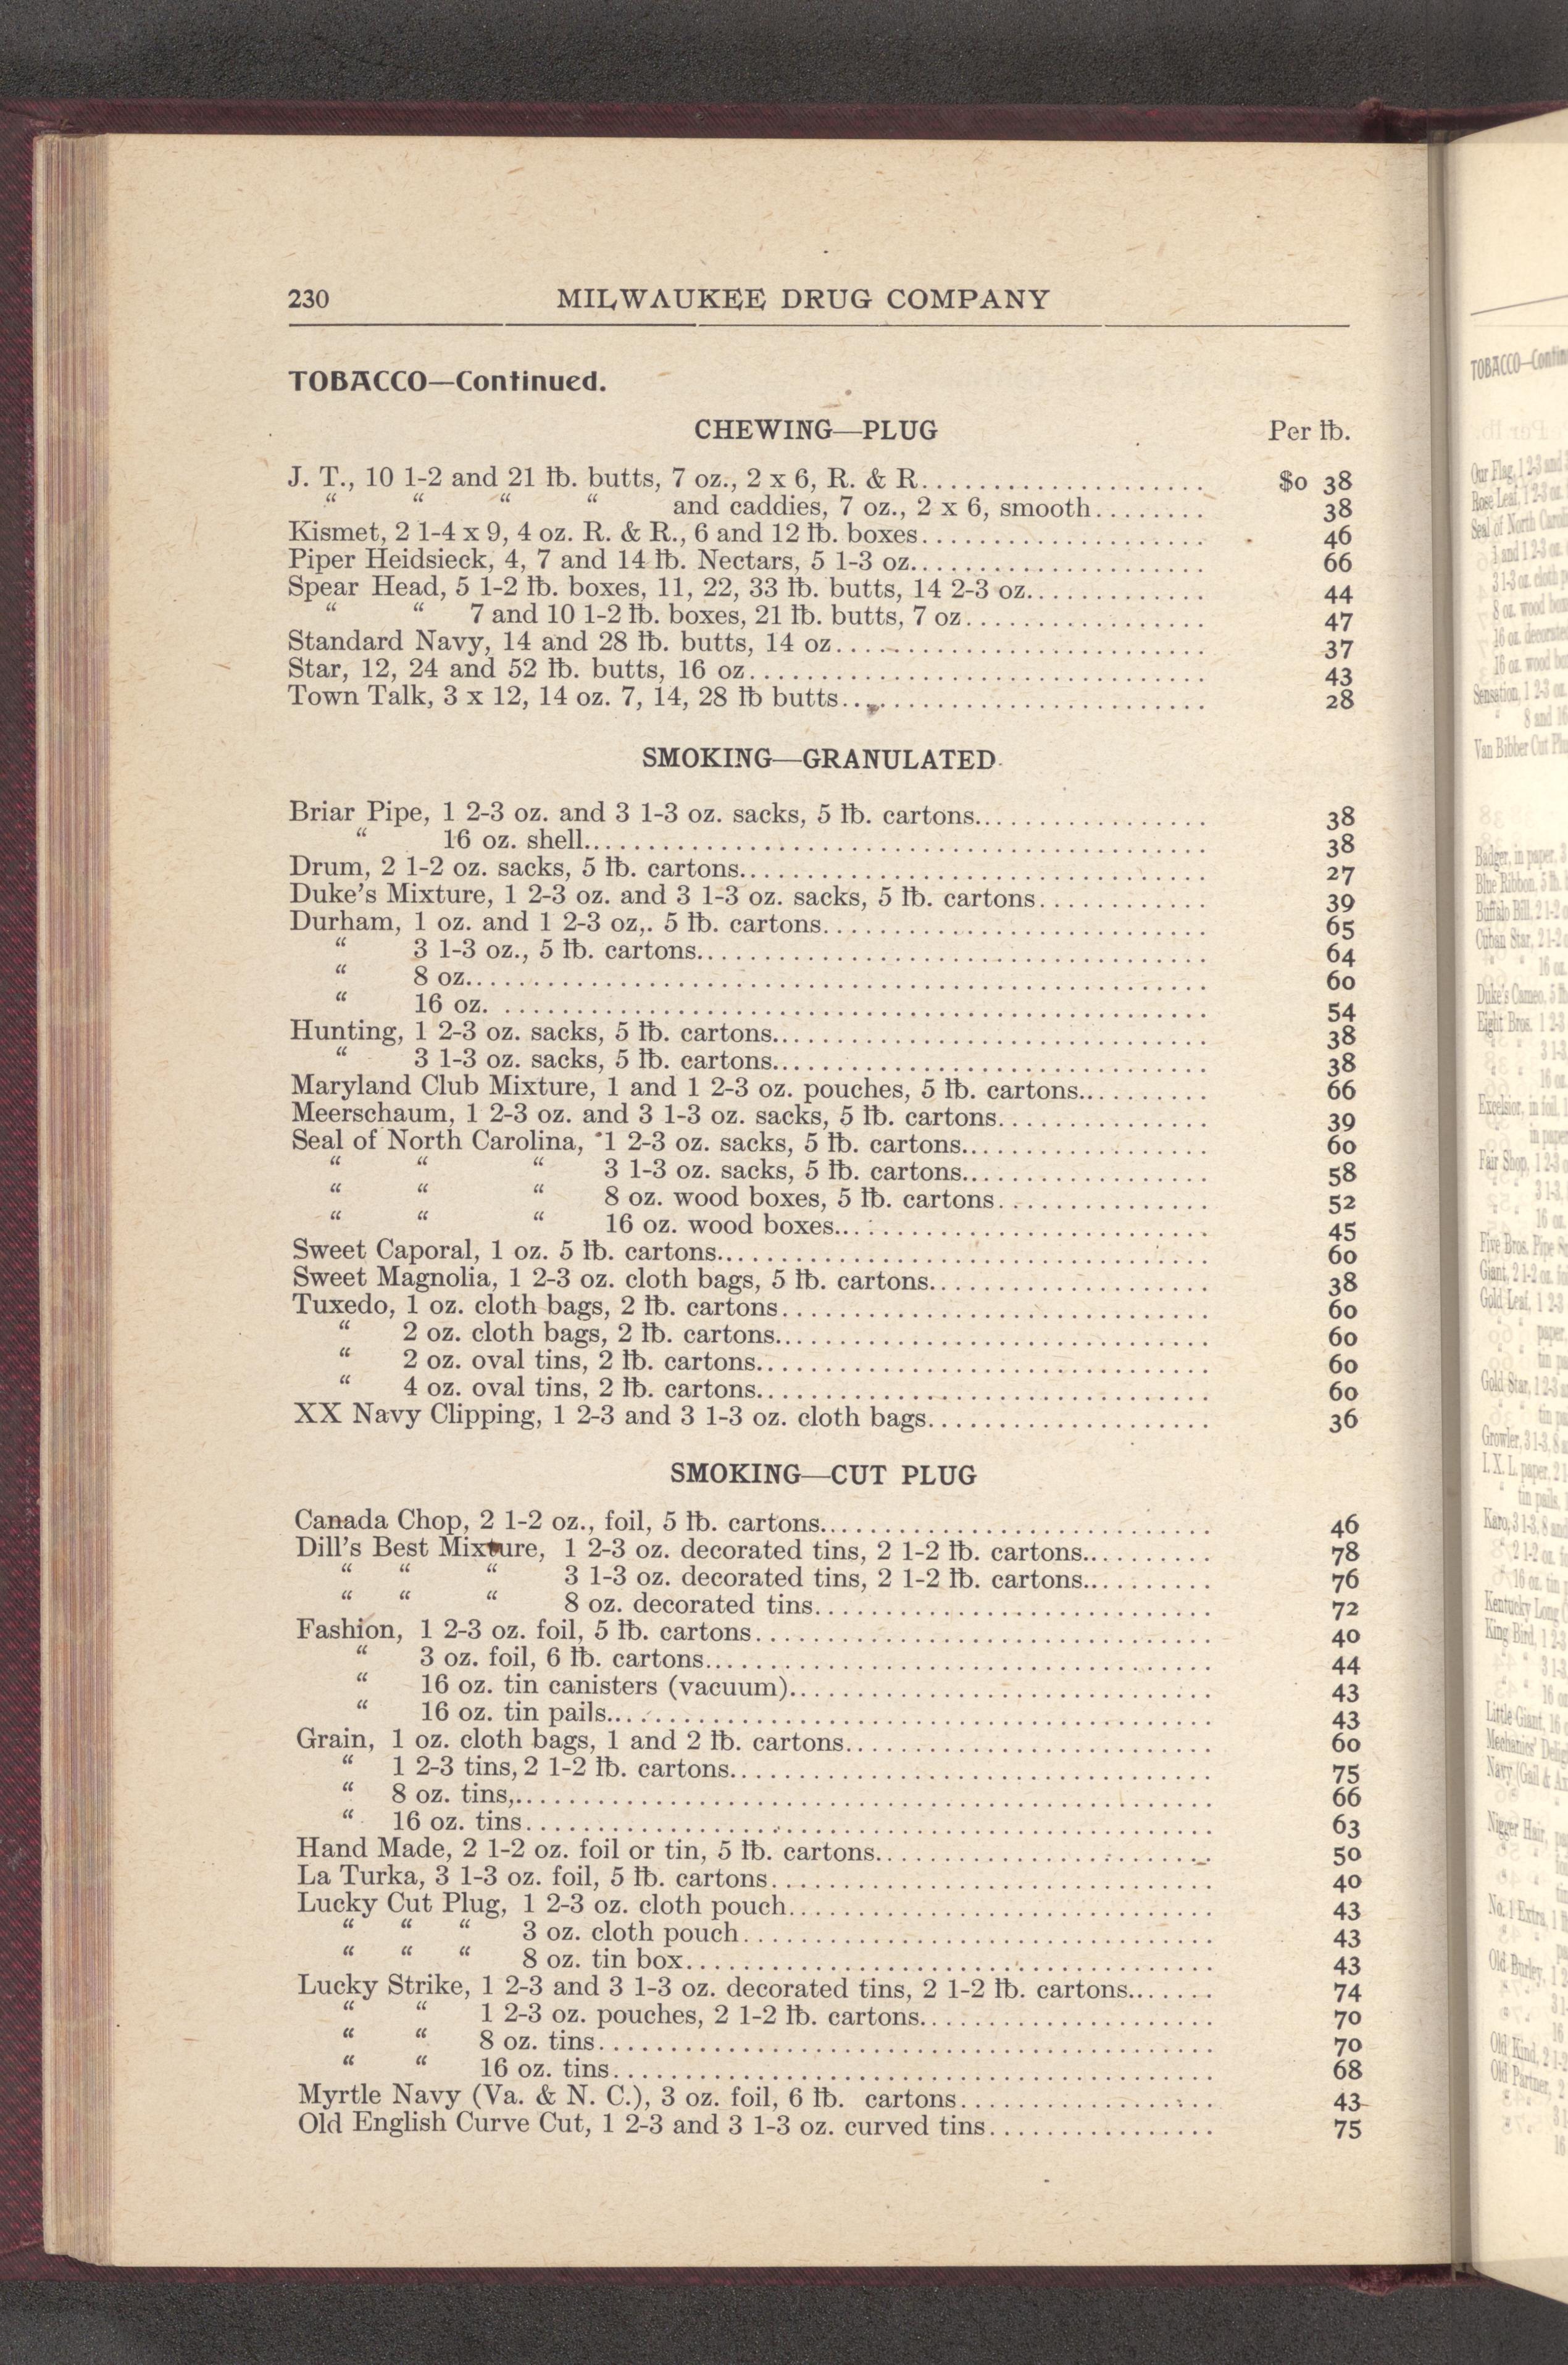 230 MILWAUKEE DRUG COMPANY
TOBACCO—Continued.
CHEWING—PLUG Per ℔.
J. T., 10 1-2 and 21 ℔. butts, 7 oz., 2 x 6, R. & R. $0 38
“ “ “ “ and caddies, 7 oz., 2 x 6, smooth 38
Kismet, 2 1-4 x 9, 4 oz. R. & R., 6 and 12 ℔. boxes 46
Piper Heidsieck, 4, 7 and 14 ℔. Nectars, 5 1-3 oz. 66
Spear Head, 5 1-2 ℔. boxes, 11, 22, 33 ℔. butts, 14 2-3 oz. 44
“ “ 7 and 10 1-2 ℔. boxes, 21 ℔. butts, 7 oz 47
Standard Navy, 14 and 28 ℔. butts, 14 oz 37
Star, 12, 24 and 52 ℔. butts, 16 oz 43
Town Talk, 3 x 12, 14 oz. 7, 14, 28 ℔ butts 28
SMOKING—GRANULATED
Briar Pipe, 1 2-3 oz. and 3 1-3 oz. sacks, 5 ℔. cartons 38
“ 16 oz. shell 38
Drum, 2 1-2 oz. sacks, 5 ℔. cartons 27
Duke's Mixture, 1 2-3 oz. and 3 1-3 oz. sacks, 5 ℔. cartons 39
Durham, 1 oz. and 1 2-3 oz,. 5 ℔. cartons 65
“ 3 1-3 oz., 5 ℔. cartons 64
“ 8 oz. 60
“ 16 oz. 54
Hunting, 1 2-3 oz. sacks, 5 ℔. cartons 38
“ 3 1-3 oz. sacks, 5 ℔. cartons 38
Maryland Club Mixture, 1 and 1 2-3 oz. pouches, 5 ℔. cartons 66
Meerschaum, 1 2-3 oz. and 3 1-3 oz. sacks, 5 ℔. cartons 39
Seal of North Carolina, 1 2-3 oz. sacks, 5 ℔. cartons 60
“ “ “ 3 1-3 oz. sacks, 5 ℔. cartons 58
“ “ “ 8 oz. wood boxes, 5 ℔. cartons 52
“ “ “ 16 oz. wood boxes 45
Sweet Caporal, 1 oz. 5 ℔. cartons 60
Sweet Magnolia, 1 2-3 oz. cloth bags, 5 ℔. cartons 38
Tuxedo, 1 oz. cloth bags, 2 ℔. cartons 60
“ 2 oz. cloth bags, 2 ℔. cartons 60
“ 2 oz. oval tins, 2 ℔. cartons 60
“ 4 oz. oval tins, 2 ℔. cartons 60
XX Navy Clipping, 1 2-3 and 3 1-3 oz. cloth bags 36
SMOKING—CUT PLUG
Canada Chop, 2 1-2 oz., foil, 5 ℔. cartons 46
Dill's Best Mixture, 1 2-3 oz. decorated tins, 2 1-2 ℔. cartons 78
“ “ “ 3 1-3 oz. decorated tins, 2 1-2 ℔. cartons 76
“ “ “ 8 oz. decorated tins 72
Fashion, 1 2-3 oz. foil, 5 ℔. cartons 40
“ 3 oz. foil, 6 ℔. cartons 44
“ 16 oz. tin canisters (vacuum) 43
“ 16 oz. tin pails 43
Grain, 1 oz. cloth bags, 1 and 2 ℔. cartons 60
“ 1 2-3 tins, 2 1-2 ℔. cartons 75
“ 8 oz. tins, 66
“ 16 oz. tins 63
Hand Made, 2 1-2 oz. foil or tin, 5 ℔. cartons 50
La Turka, 3 1-3 oz. foil, 5 ℔. cartons 40
Lucky Cut Plug, 1 2-3 oz. cloth pouch 43
“ “ “ 3 oz. cloth pouch 43
“ “ “ 8 oz. tin box 43
Lucky Strike, 1 2-3 and 3 1-3 oz. decorated tins, 2 1-2 ℔. cartons 74
“ “ 1 2-3 oz. pouches, 2 1-2 ℔. cartons 70
“ “ 8 oz. tins 70
“ “ 16 oz. tins 68
Myrtle Navy (Va. & N. C.), 3 oz. foil, 6 ℔. cartons 43
Old English Curve Cut, 1 2-3 and 3 1-3 oz. curved tins 75